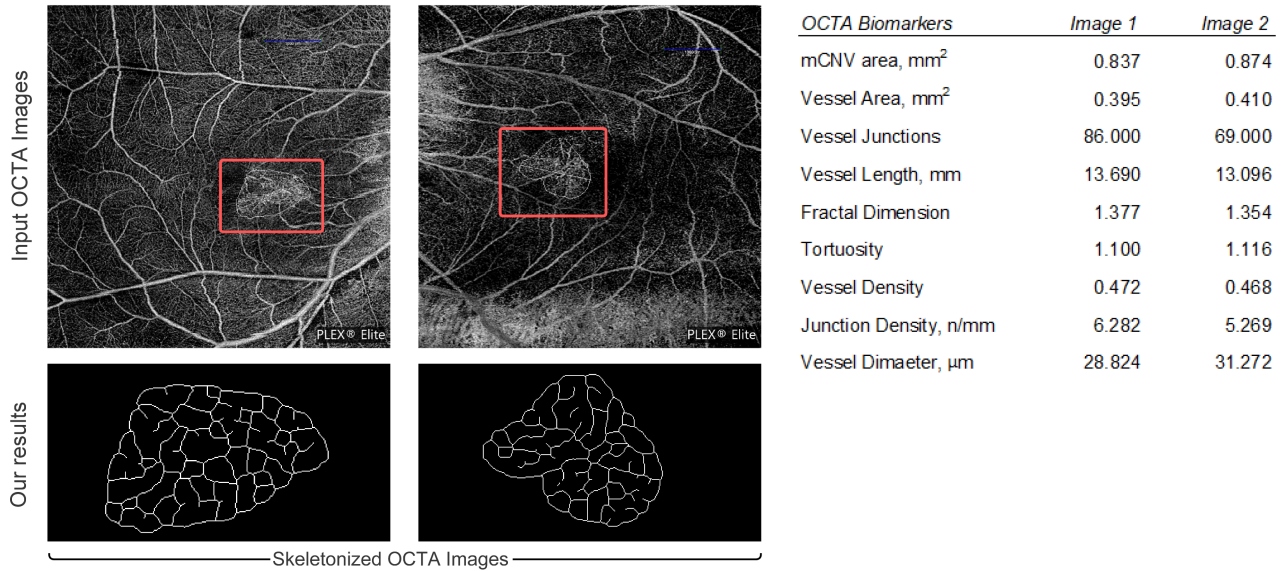 Input OCTA Images
PLEX® Elite
PLEX® Elite
Our results
Skeletonized OCTA Images
OCTA Biomarkers Image 1 Image 2
mCNV area, mm² 0.837 0.874
Vessel Area, mm² 0.395 0.410
Vessel Junctions 86.000 69.000
Vessel Length, mm 13.690 13.096
Fractal Dimension 1.377 1.354
Tortuosity 1.100 1.116
Vessel Density 0.472 0.468
Junction Density, n/mm 6.282 5.269
Vessel Dimaeter, µm 28.824 31.272